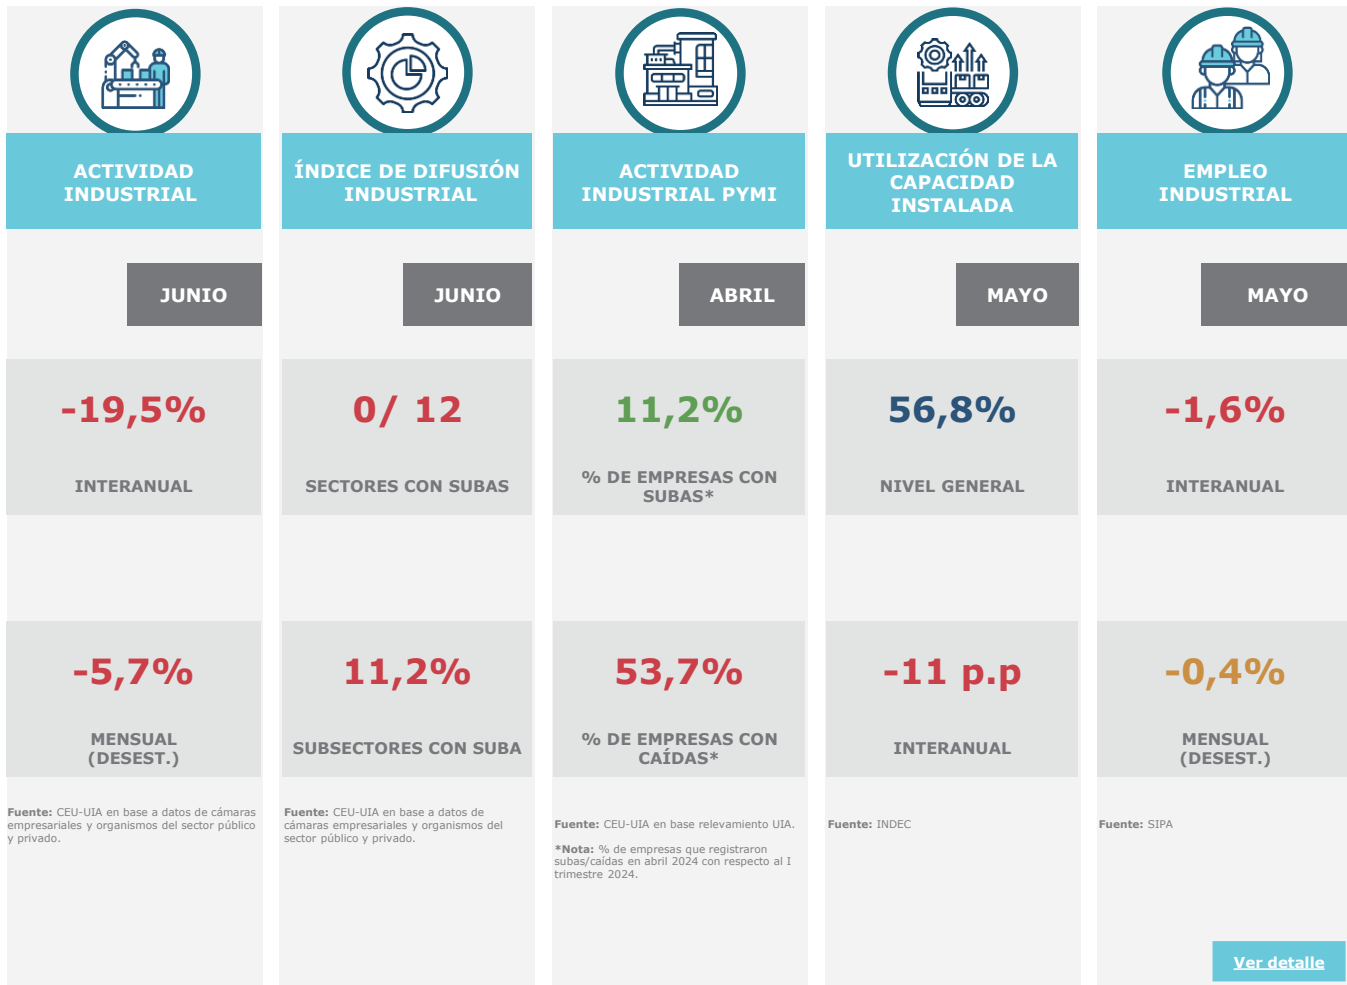 ACTIVIDAD
INDUSTRIAL
JUNIO
-19,5%
INTERANUAL
-5,7%
MENSUAL
(DESEST.)
Fuente: CEU-UIA en base a datos de cámaras
empresariales y organismos del sector público
y privado.
ÍNDICE DE DIFUSIÓN
INDUSTRIAL
JUNIO
0/ 12
SECTORES CON SUBAS
11,2%
SUBSECTORES CON SUBA
Fuente: CEU-UIA en base a datos de
cámaras empresariales y organismos del
sector público y privado.
ACTIVIDAD
INDUSTRIAL PYMI
ABRIL
11,2%
% DE EMPRESAS CON
SUBAS*
53,7%
% DE EMPRESAS CON
CAÍDAS*
Fuente: CEU-UIA en base relevamiento UIA.
*Nota: % de empresas que registraron
subas/caídas en abril 2024 con respecto al I
trimestre 2024.
UTILIZACIÓN DE LA
CAPACIDAD
INSTALADA
MAYO
56,8%
NIVEL GENERAL
-11 p.p
INTERANUAL
Fuente: INDEC
EMPLEO
INDUSTRIAL
MAYO
-1,6%
INTERANUAL
-0,4%
MENSUAL
(DESEST.)
Fuente: SIPA
Ver detalle